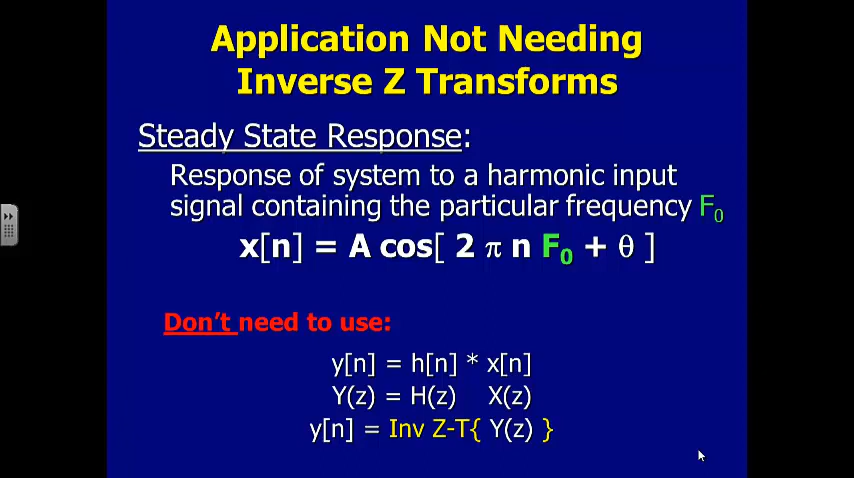 Application Not Needing
Inverse Z Transforms
Steady State Response:
Response of system to a harmonic input
signal containing the particular frequency F₀
x[n] = A cos[ 2 π n F₀ + θ ]
Don't need to use:
y[n] = h[n] * x[n]
Y(z) = H(z) X(z)
y[n] = Inv Z-T{ Y(z) }